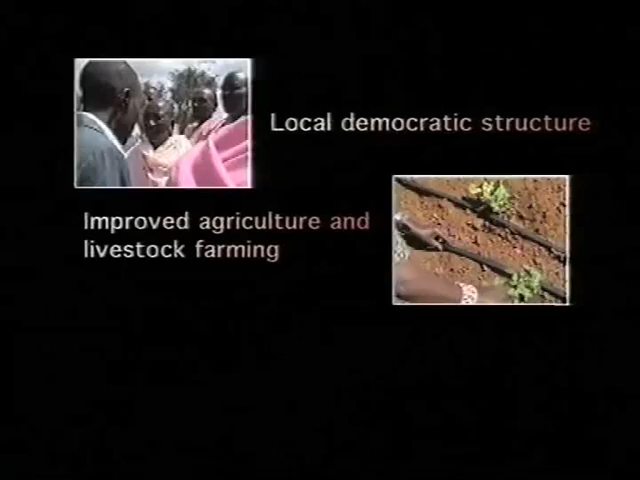 Local democratic structure
Improved agriculture and
livestock farming